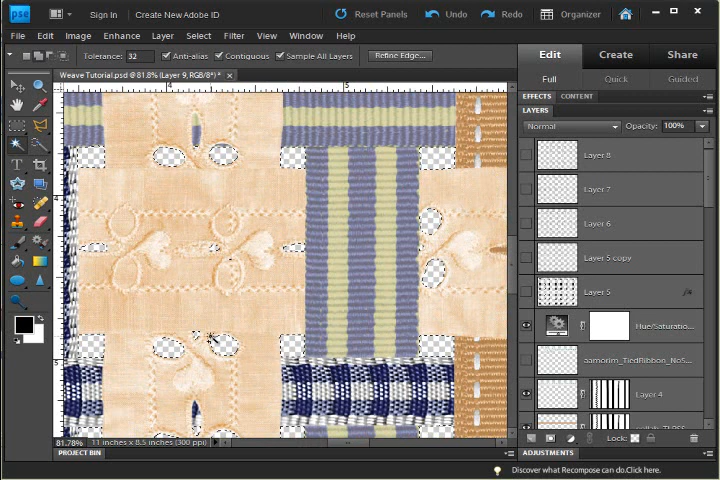 pse Sign In Create New Adobe ID Reset Panels Undo Redo Organizer
File Edit Image Enhance Layer Select Filter View Window Help
Tolerance: 32 Anti-alias Contiguous Sample All Layers Refine Edge...
Edit Create Share
Full Quick Guided
Weave Tutorial.psd @ 81.8% (Layer 9, RGB/8*) * ×
EFFECTS CONTENT
LAYERS
Normal Opacity: 100%
Layer 8
Layer 7
Layer 6
Layer 5 copy
Layer 5
Hue/Saturatio...
aamorim_TiedRibbon_NoS...
Layer 4
Lock:
81.78% 11 inches x 8.5 inches (300 ppi)
PROJECT BIN ADJUSTMENTS
Discover what Recompose can do.Click here.